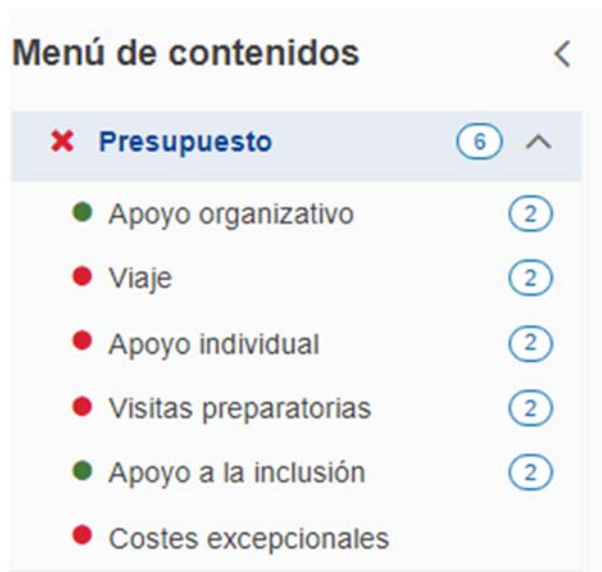 Menú de contenidos
Presupuesto 6
Apoyo organizativo 2
Viaje 2
Apoyo individual 2
Visitas preparatorias 2
Apoyo a la inclusión 2
Costes excepcionales